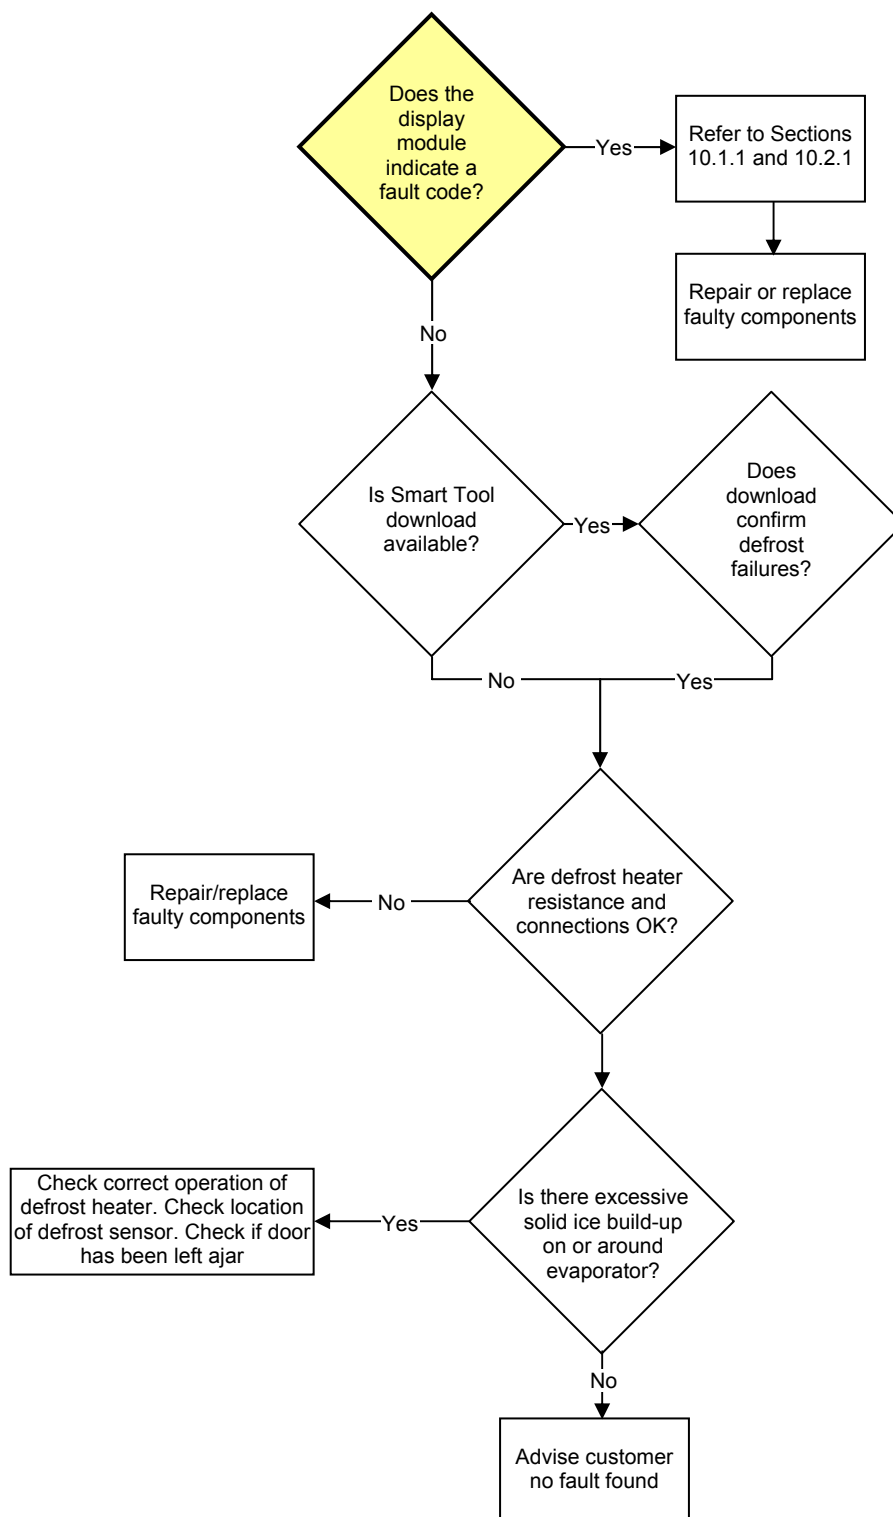 Does the
display
module
indicate a
fault code?
Yes
Refer to Sections
10.1.1 and 10.2.1
Repair or replace
faulty components
No
Is Smart Tool
download
available?
Yes
Does
download
confirm
defrost
failures?
No
Yes
Are defrost heater
resistance and
connections OK?
No
Repair/replace
faulty components
Is there excessive
solid ice build-up
on or around
evaporator?
Yes
Check correct operation of
defrost heater. Check location
of defrost sensor. Check if door
has been left ajar
No
Advise customer
no fault found